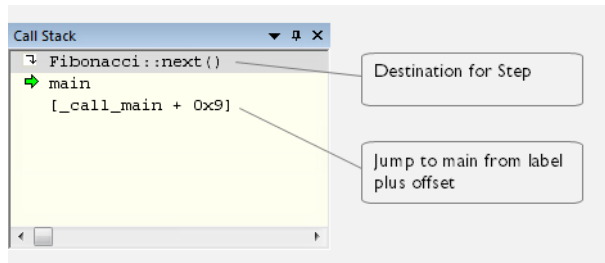 Call Stack
Fibonacci::next()
main
[_call_main + 0x9]
Destination for Step
Jump to main from label
plus offset